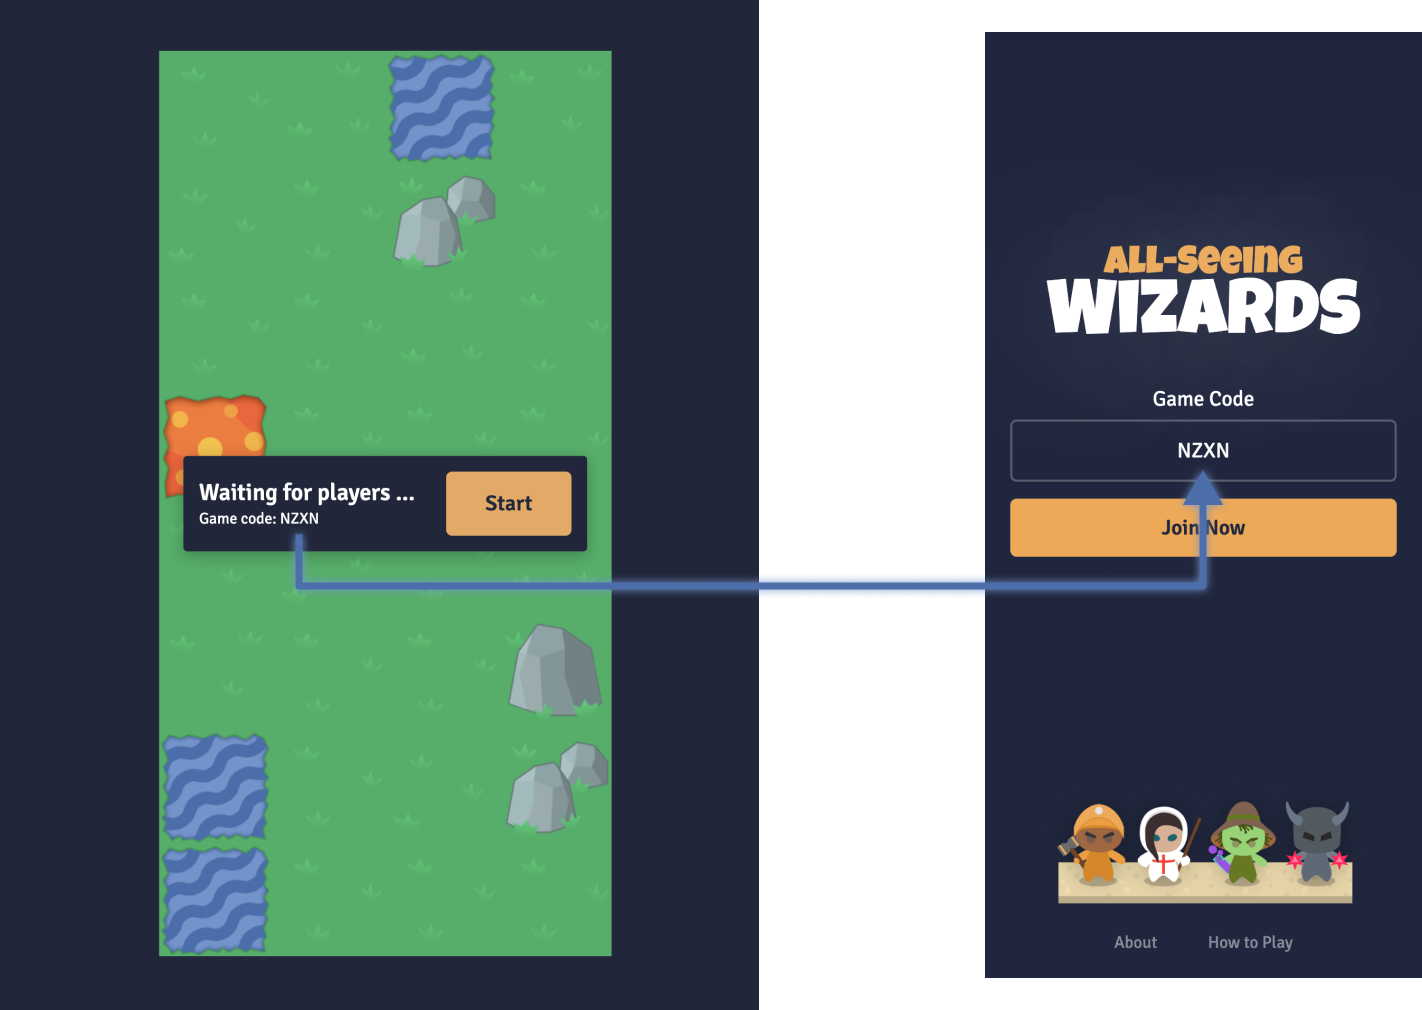 Waiting for players ...
Game code: NZXN
Start
ALL-SeeING
WIZARDS
Game Code
NZXN
Join Now
About
How to Play